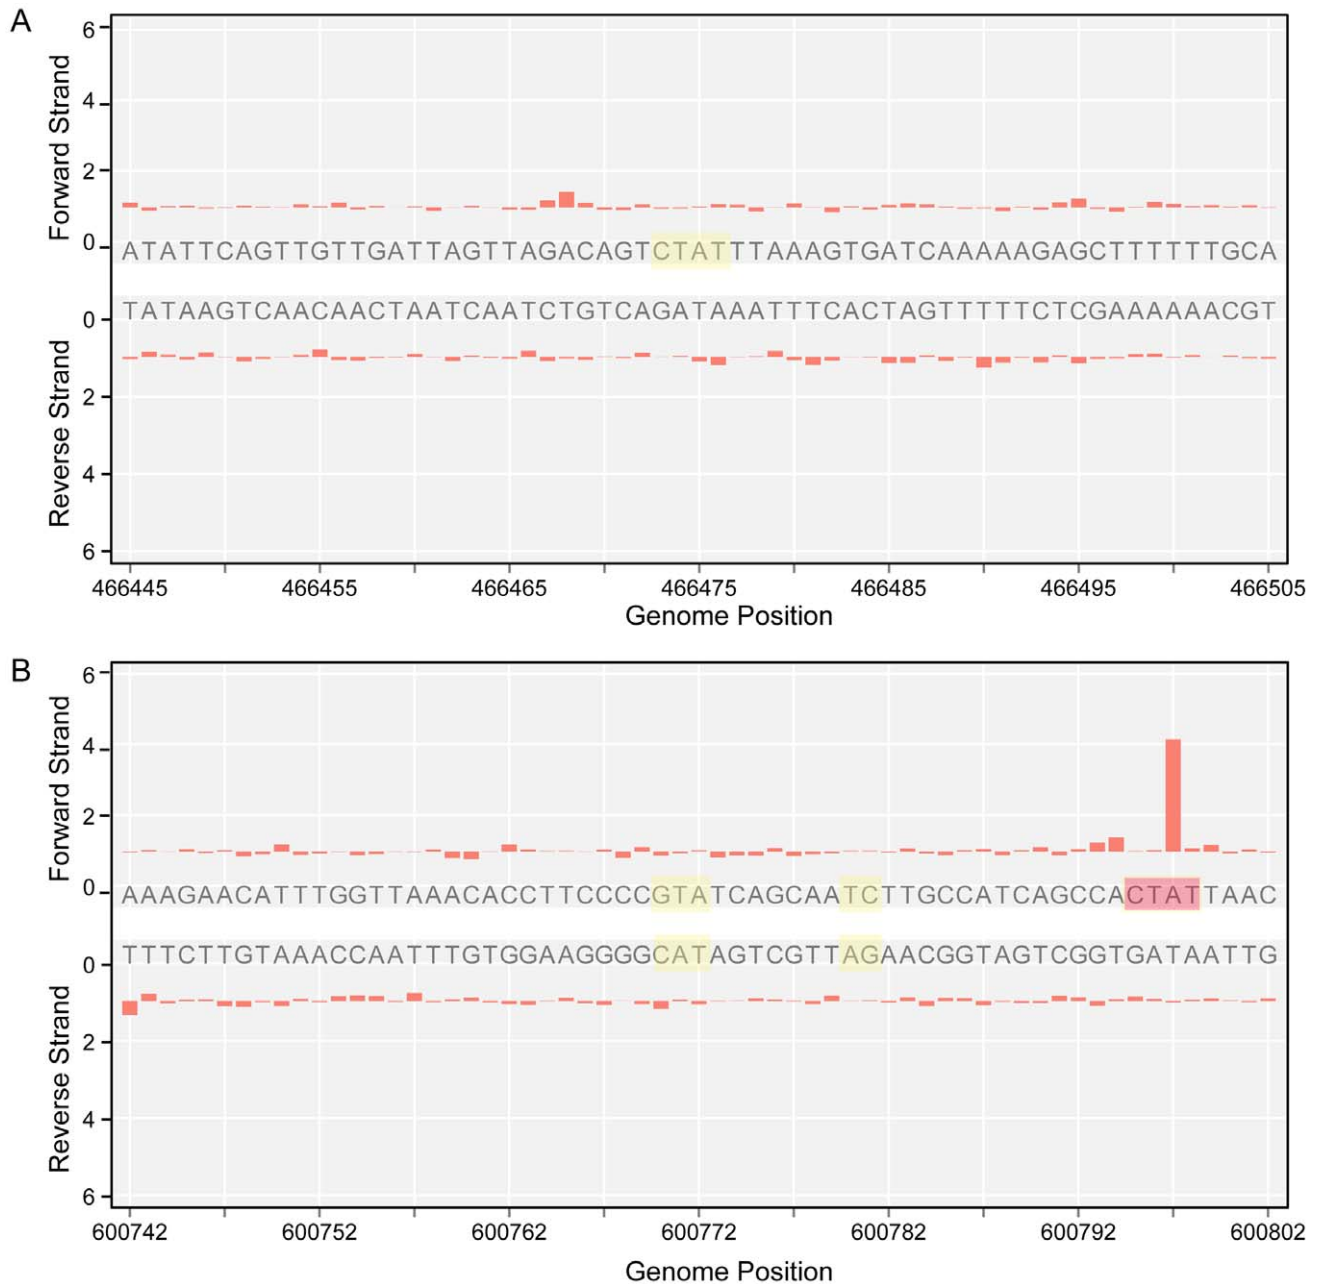 A
Forward Strand
6
4
2
0
ATATTCAGTTGTTGATTAGTTAGACAGTCTATTTAAAGTGATCAAAAAGAGCTTTTTTGCA
TATAAGTCAACAACTAATCAATCTGTCAGATAAATTTCACTAGTTTTTCTCGAAAAAACGT
Reverse Strand
0
2
4
6
466445 466455 466465 466475 466485 466495 466505
Genome Position
B
Forward Strand
6
4
2
0
AAAGAACATTTGGTTAAACACCTTCCCCGTATCAGCAATCTTGCCATCAGCCACTATTAAC
TTTCTTGTAAACCAATTTGTGGAAGGGGCATAGTCGTTAGAACGGTAGTCGGTGATAATTG
Reverse Strand
0
2
4
6
600742 600752 600762 600772 600782 600792 600802
Genome Position